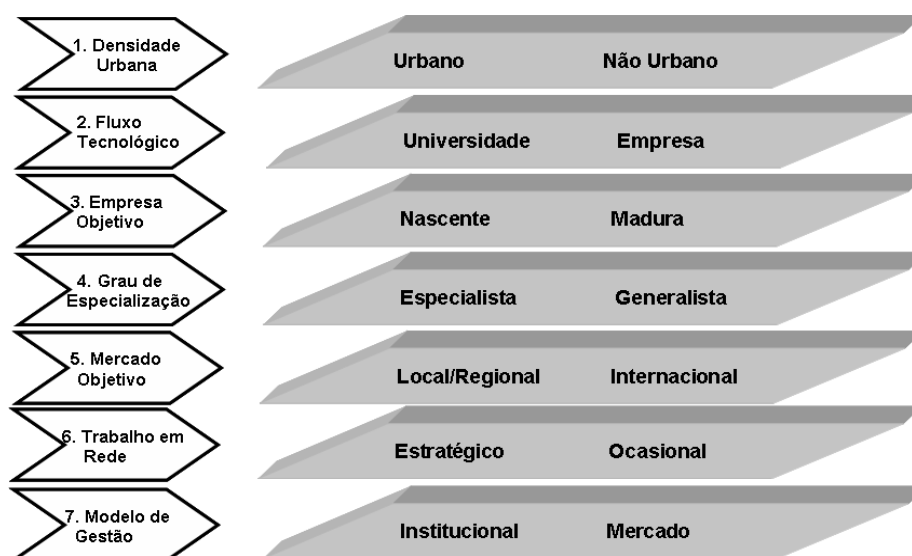 1. Densidade
Urbana
Urbano Não Urbano
2. Fluxo
Tecnológico
Universidade Empresa
3. Empresa
Objetivo
Nascente Madura
4. Grau de
Especialização
Especialista Generalista
5. Mercado
Objetivo
Local/Regional Internacional
6. Trabalho em
Rede
Estratégico Ocasional
7. Modelo de
Gestão
Institucional Mercado